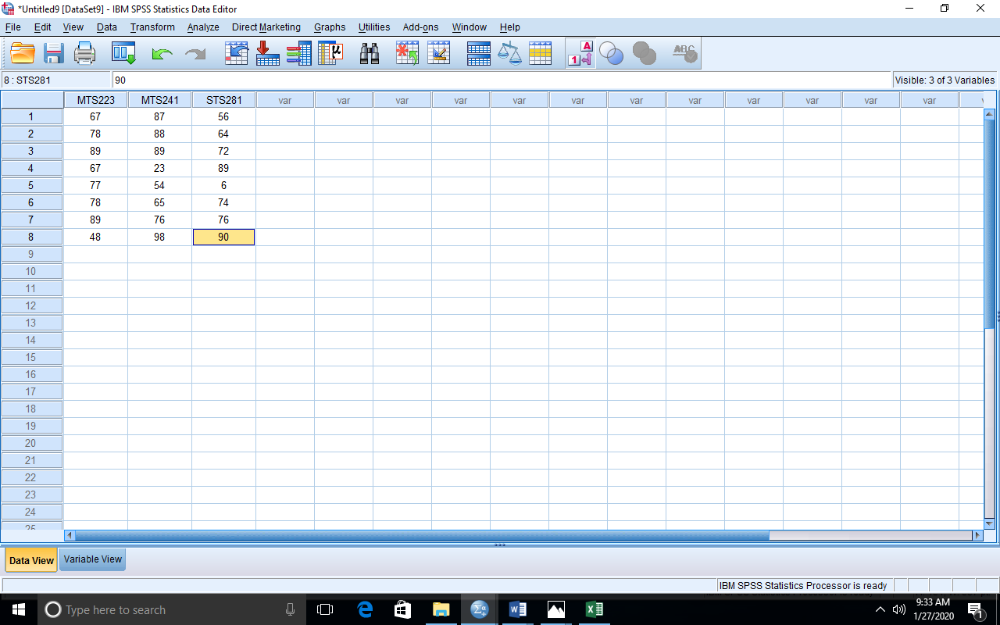 *Untitled9 [DataSet9] - IBM SPSS Statistics Data Editor
File Edit View Data Transform Analyze Direct Marketing Graphs Utilities Add-ons Window Help
μ A 1 ABC
8 : STS281 90 Visible: 3 of 3 Variables
MTS223 MTS241 STS281 var var var var var var var var var var var var
1 67 87 56
2 78 88 64
3 89 89 72
4 67 23 89
5 77 54 6
6 78 65 74
7 89 76 76
8 48 98 90
9
10
11
12
13
14
15
16
17
18
19
20
21
22
23
24
25
Data View Variable View
IBM SPSS Statistics Processor is ready
Type here to search
9:33 AM
1/27/2020
1